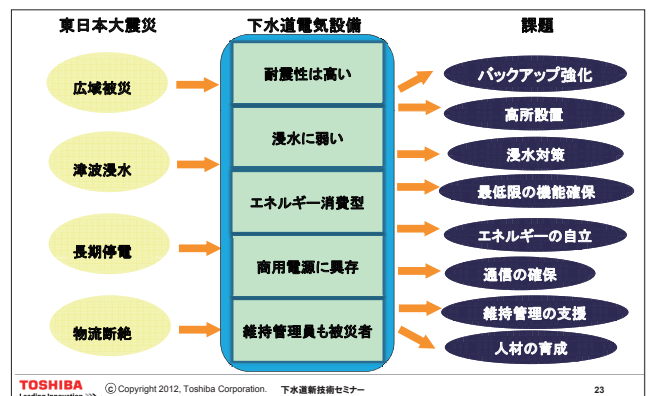 東日本大震災
下水道電気設備
課題
広域被災
津波浸水
長期停電
物流断絶
耐震性は高い
浸水に弱い
エネルギー消費型
商用電源に異存
維持管理員も被災者
バックアップ強化
高所設置
浸水対策
最低限の機能確保
エネルギーの自立
通信の確保
維持管理の支援
人材の育成
TOSHIBA
Leading Innovation >>>
©Copyright 2012, Toshiba Corporation. 下水道新技術セミナー 23